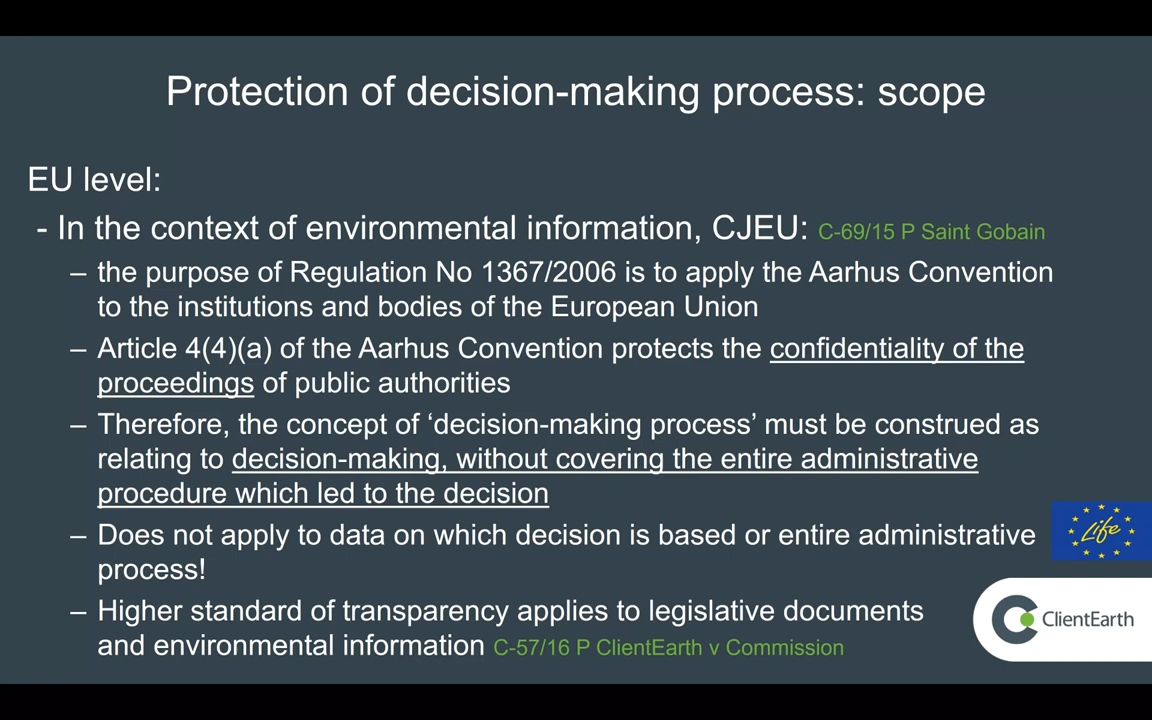 Protection of decision-making process: scope
EU level:
- In the context of environmental information, CJEU: C-69/15 P Saint Gobain
– the purpose of Regulation No 1367/2006 is to apply the Aarhus Convention
to the institutions and bodies of the European Union
– Article 4(4)(a) of the Aarhus Convention protects the confidentiality of the
proceedings of public authorities
– Therefore, the concept of ‘decision-making process’ must be construed as
relating to decision-making, without covering the entire administrative
procedure which led to the decision
– Does not apply to data on which decision is based or entire administrative
process!
– Higher standard of transparency applies to legislative documents
and environmental information C-57/16 P ClientEarth v Commission
Life
ClientEarth